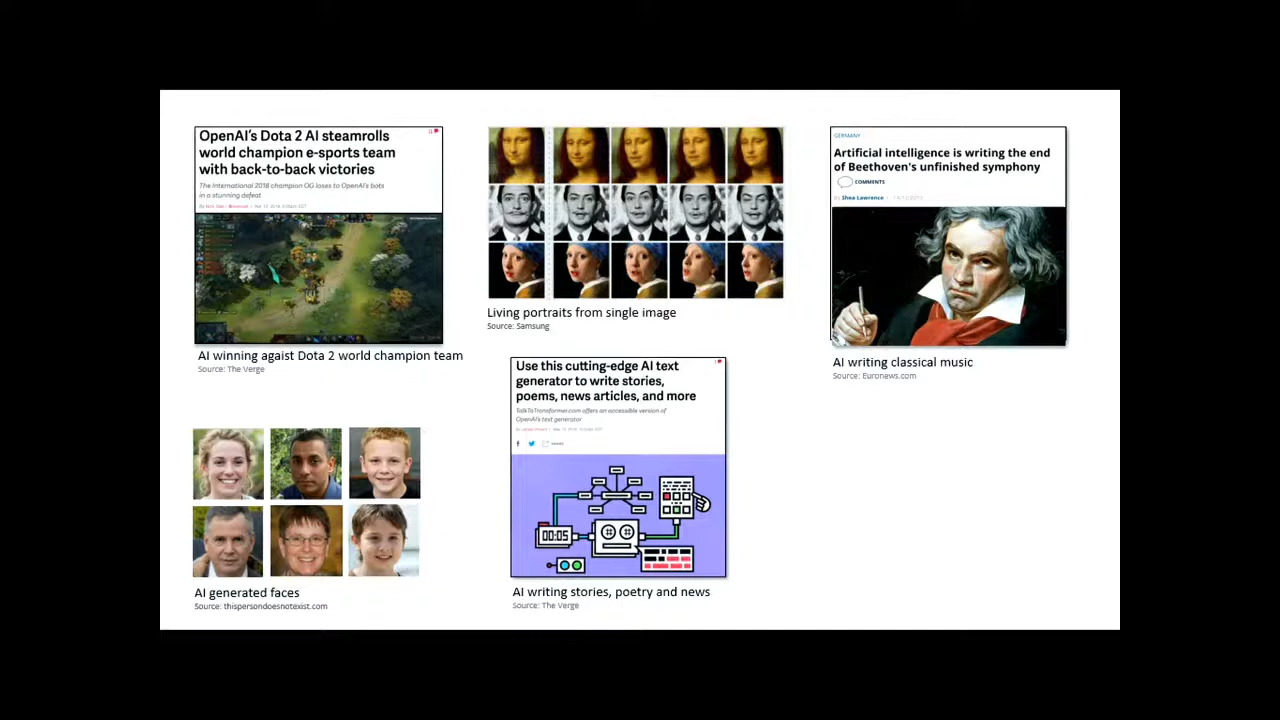 OpenAI's Dota 2 AI steamrolls
world champion e-sports team
with back-to-back victories
The International 2018 champion OG loses to OpenAI's bots
in a stunning defeat
AI winning agaist Dota 2 world champion team
Source: The Verge
Living portraits from single image
Source: Samsung
GERMANY
Artificial intelligence is writing the end
of Beethoven's unfinished symphony
COMMENTS
By Shea Lawrence
AI writing classical music
Source: Euronews.com
Use this cutting-edge AI text
generator to write stories,
poems, news articles, and more
TalkToTransformer.com offers an accessible version of
OpenAI's text generator
00:05
AI writing stories, poetry and news
Source: The Verge
AI generated faces
Source: thispersondoesnotexist.com